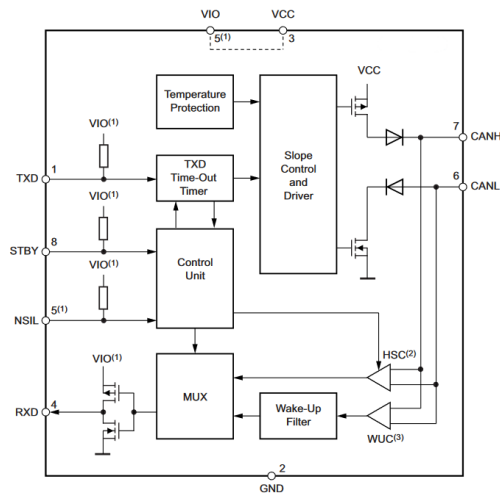 VIO
VCC
5(1)
3
VCC
Temperature
Protection
7
CANH
VIO(1)
Slope
Control
and
Driver
TXD
1
TXD
Time-Out
Timer
6
CANL
VIO(1)
STBY
8
Control
Unit
VIO(1)
NSIL
5(1)
HSC(2)
VIO(1)
MUX
RXD
4
Wake-Up
Filter
WUC(3)
2
GND